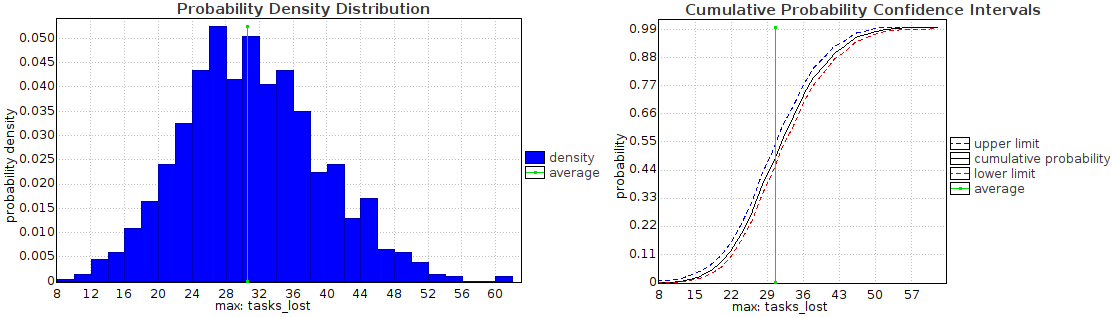 Probability Density Distribution
probability density
0.050
0.045
0.040
0.035
0.030
0.025
0.020
0.015
0.010
0.005
0
8 12 16 20 24 28 32 36 40 44 48 52 56 60
max: tasks_lost
density
average
Cumulative Probability Confidence Intervals
probability
0.99
0.88
0.77
0.66
0.55
0.44
0.33
0.22
0.11
0
8 15 22 29 36 43 50 57
max: tasks_lost
upper limit
cumulative probability
lower limit
average